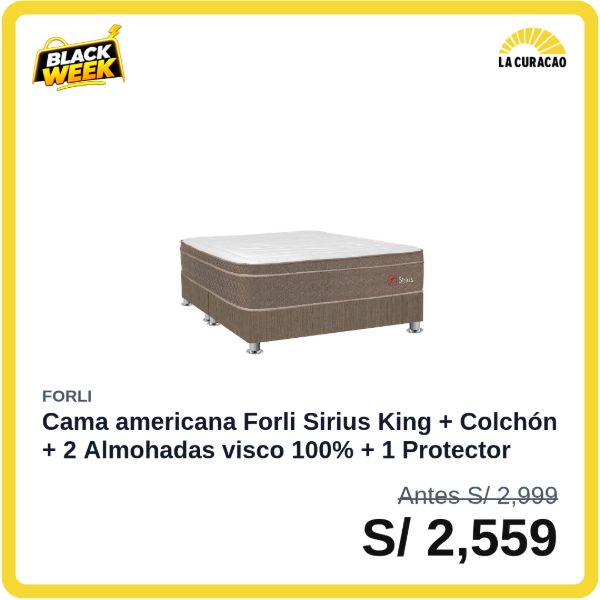 BLACK
WEEK
LA CURACAO
Sirius
FORLI
Cama americana Forli Sirius King + Colchón
+ 2 Almohadas visco 100% + 1 Protector
Antes S/ 2,999
S/ 2,559